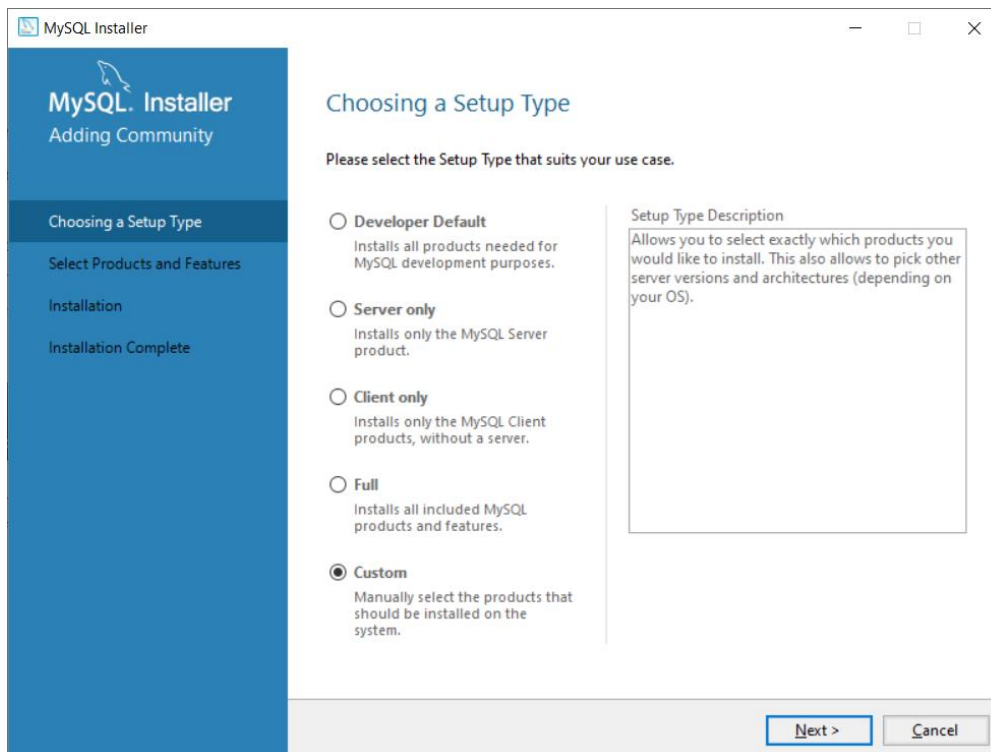 MySQL Installer
MySQL. Installer
Adding Community
Choosing a Setup Type
Select Products and Features
Installation
Installation Complete
Choosing a Setup Type
Please select the Setup Type that suits your use case.
Developer Default
Installs all products needed for
MySQL development purposes.
Server only
Installs only the MySQL Server
product.
Client only
Installs only the MySQL Client
products, without a server.
Full
Installs all included MySQL
products and features.
Custom
Manually select the products that
should be installed on the
system.
Setup Type Description
Allows you to select exactly which products you
would like to install. This also allows to pick other
server versions and architectures (depending on
your OS).
Next >
Cancel